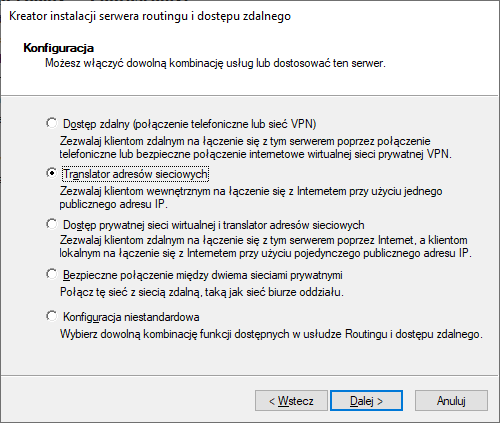 Kreator instalacji serwera routingu i dostępu zdalnego
Konfiguracja
Możesz włączyć dowolną kombinację usług lub dostosować ten serwer.
Dostęp zdalny (połączenie telefoniczne lub sieć VPN)
Zezwalaj klientom zdalnym na łączenie się z tym serwerem poprzez połączenie
telefoniczne lub bezpieczne połączenie internetowe wirtualnej sieci prywatnej VPN.
Translator adresów sieciowych
Zezwalaj klientom wewnętrznym na łączenie się z Internetem przy użyciu jednego
publicznego adresu IP.
Dostęp prywatnej sieci wirtualnej i translator adresów sieciowych
Zezwalaj klientom zdalnym na łączenie się z tym serwerem poprzez Internet, a klientom
lokalnym na łączenie się z Internetem przy użyciu pojedynczego publicznego adresu IP.
Bezpieczne połączenie między dwiema sieciami prywatnymi
Połącz tę sieć z siecią zdalną, taką jak sieć biurze oddziału.
Konfiguracja niestandardowa
Wybierz dowolną kombinację funkcji dostępnych w usłudze Routingu i dostępu zdalnego.
< Wstecz
Dalej >
Anuluj